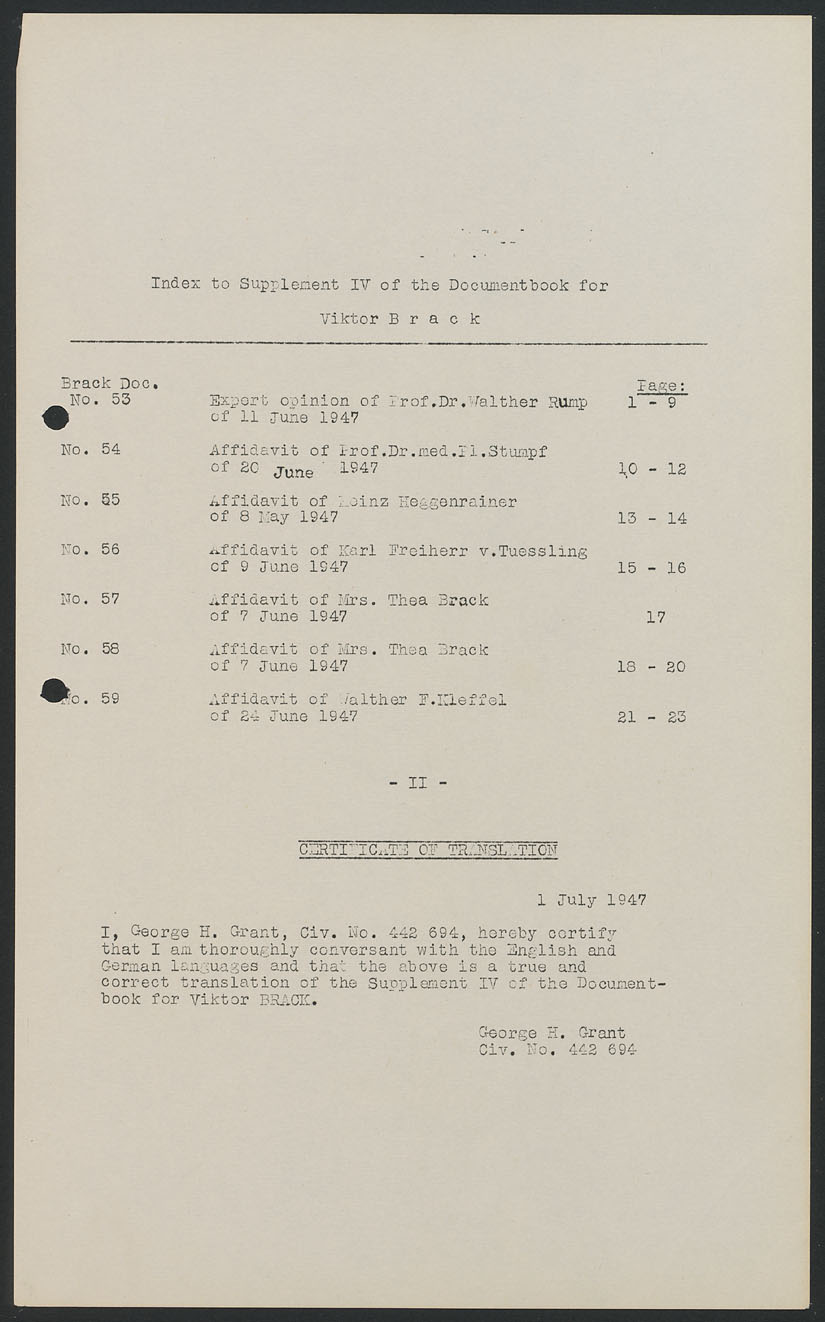 Index to Supplement IV of the Documentbook for
Viktor B r a c k
Brack Doc. Page:
No. 53 Expert opinion of Prof.Dr.Walther Rump 1 - 9
of 11 June 1947
No. 54 Affidavit of Prof.Dr.med.Pl.Stumpf
of 20 June 1947 10 - 12
No. 55 Affidavit of Heinz Heggenrainer
of 8 May 1947 13 - 14
No. 56 Affidavit of Karl Freiherr v.Tuessling
of 9 June 1947 15 - 16
No. 57 Affidavit of Mrs. Thea Brack
of 7 June 1947 17
No. 58 Affidavit of Mrs. Thea Brack
of 7 June 1947 18 - 20
No. 59 Affidavit of Walther F.Kleffel
of 24 June 1947 21 - 23
- II -
CERTIFICATE OF TRANSLATION
1 July 1947
I, George H. Grant, Civ. No. 442 694, hereby certify
that I am thoroughly conversant with the English and
German languages and that the above is a true and
correct translation of the Supplement IV of the Document-
book for Viktor BRACK.
George H. Grant
Civ. No. 442 694